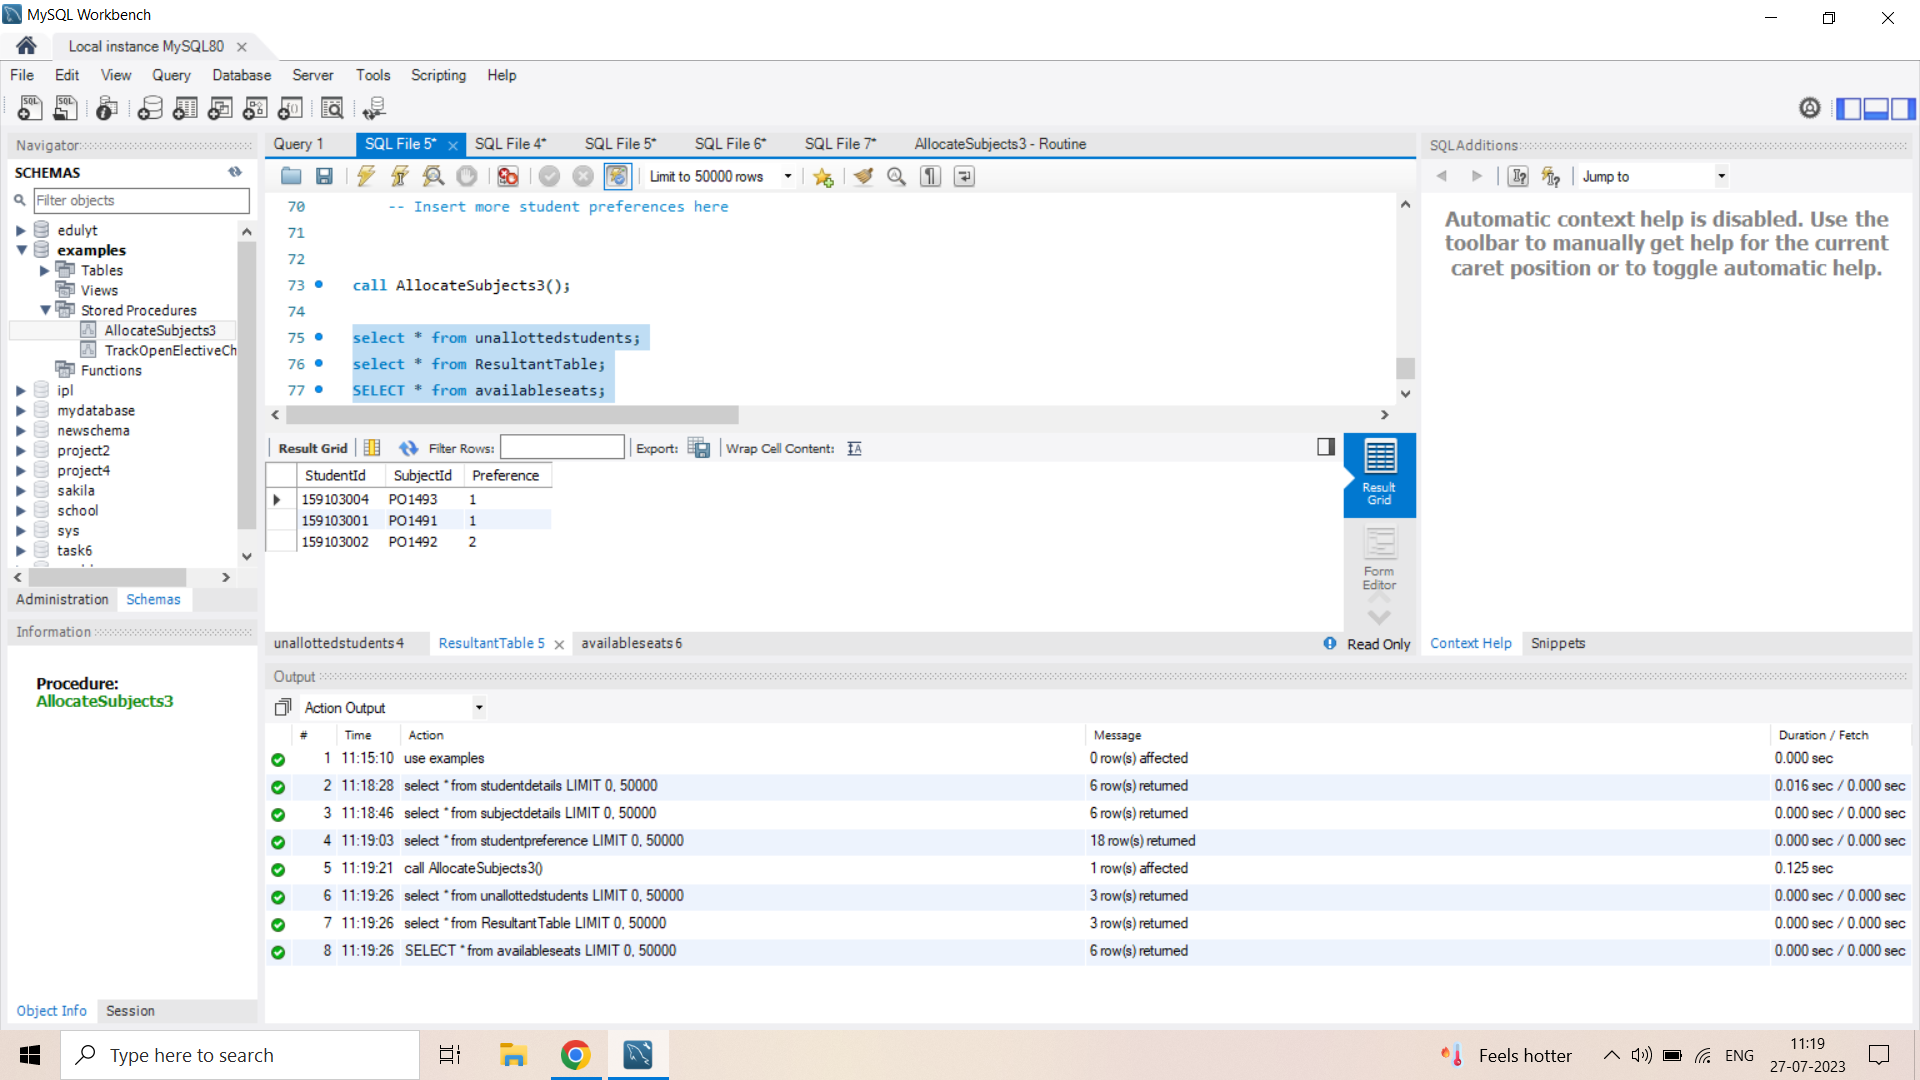 MySQL Workbench
Local instance MySQL80
File Edit View Query Database Server Tools Scripting Help
Navigator
SCHEMAS
Filter objects
edulyt
examples
Tables
Views
Stored Procedures
AllocateSubjects3
TrackOpenElectiveCh
Functions
ipl
mydatabase
newschema
project2
project4
sakila
school
sys
task6
Administration Schemas
Information
Procedure:
AllocateSubjects3
Object Info Session
Query 1 SQL File 5* SQL File 4* SQL File 5* SQL File 6* SQL File 7* AllocateSubjects3 - Routine
Limit to 50000 rows
70 -- Insert more student preferences here
71
72
73 call AllocateSubjects3();
74
75 select * from unallottedstudents;
76 select * from ResultantTable;
77 SELECT * from availableseats;
Result Grid Filter Rows: Export: Wrap Cell Content:
StudentId SubjectId Preference
159103004 PO1493 1
159103001 PO1491 1
159103002 PO1492 2
Result Grid
Form Editor
unallottedstudents 4 ResultantTable 5 availableseats 6
Read Only
SQLAdditions
Jump to
Automatic context help is disabled. Use the
toolbar to manually get help for the current
caret position or to toggle automatic help.
Context Help Snippets
Output
Action Output
# Time Action Message Duration / Fetch
1 11:15:10 use examples 0 row(s) affected 0.000 sec
2 11:18:28 select * from studentdetails LIMIT 0, 50000 6 row(s) returned 0.016 sec / 0.000 sec
3 11:18:46 select * from subjectdetails LIMIT 0, 50000 6 row(s) returned 0.000 sec / 0.000 sec
4 11:19:03 select * from studentpreference LIMIT 0, 50000 18 row(s) returned 0.000 sec / 0.000 sec
5 11:19:21 call AllocateSubjects3() 1 row(s) affected 0.125 sec
6 11:19:26 select * from unallottedstudents LIMIT 0, 50000 3 row(s) returned 0.000 sec / 0.000 sec
7 11:19:26 select * from ResultantTable LIMIT 0, 50000 3 row(s) returned 0.000 sec / 0.000 sec
8 11:19:26 SELECT * from availableseats LIMIT 0, 50000 6 row(s) returned 0.000 sec / 0.000 sec
Type here to search
Feels hotter
ENG
11:19
27-07-2023